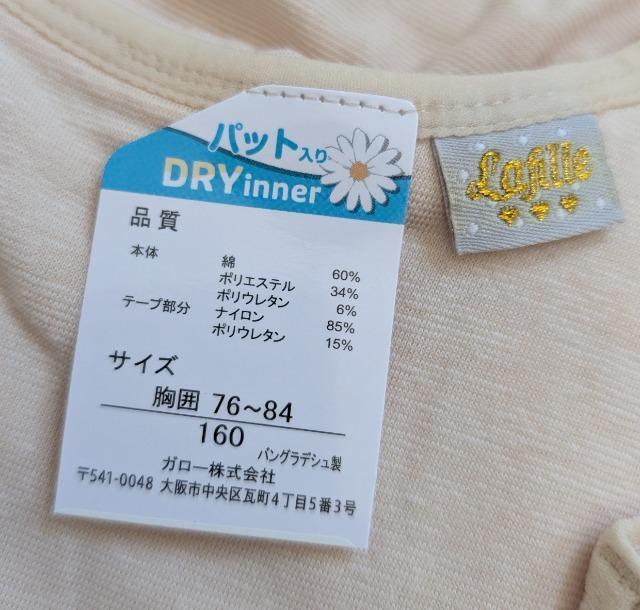 パット入り
DRYinner
Lafille
品質
本体 綿 60%
ポリエステル 34%
ポリウレタン 6%
テープ部分 ナイロン 85%
ポリウレタン 15%
サイズ
胸囲 76~84
160
バングラデシュ製
ガロー株式会社
〒541-0048 大阪市中央区瓦町4丁目5番3号